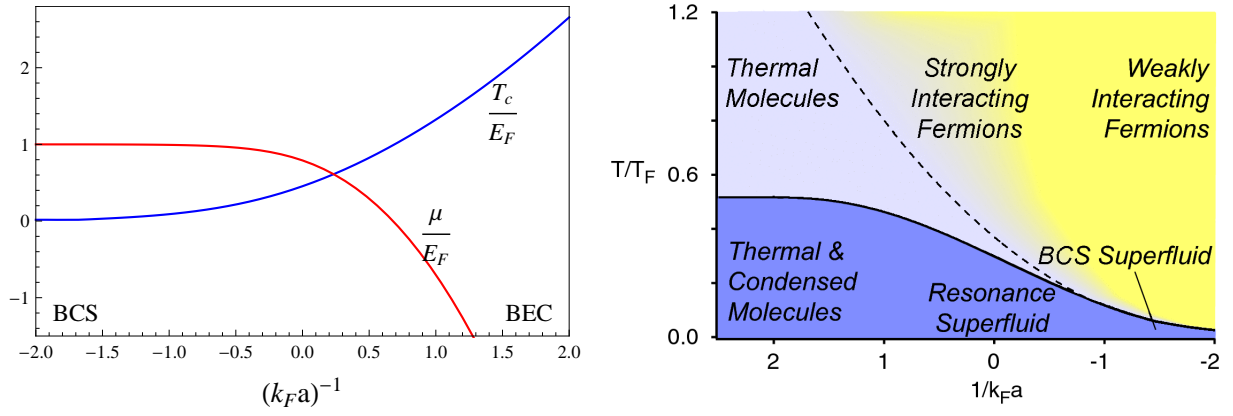 2
1
0
−1
T_c
E_F
μ
E_F
BCS
BEC
−2.0 −1.5 −1.0 −0.5 0.0 0.5 1.0 1.5 2.0
(k_F a)^{−1}
1.2
0.6
0.0
T/T_F
Thermal
Molecules
Strongly
Interacting
Fermions
Weakly
Interacting
Fermions
Thermal &
Condensed
Molecules
Resonance
Superfluid
BCS Superfluid
2 1 0 -1 -2
1/k_Fa